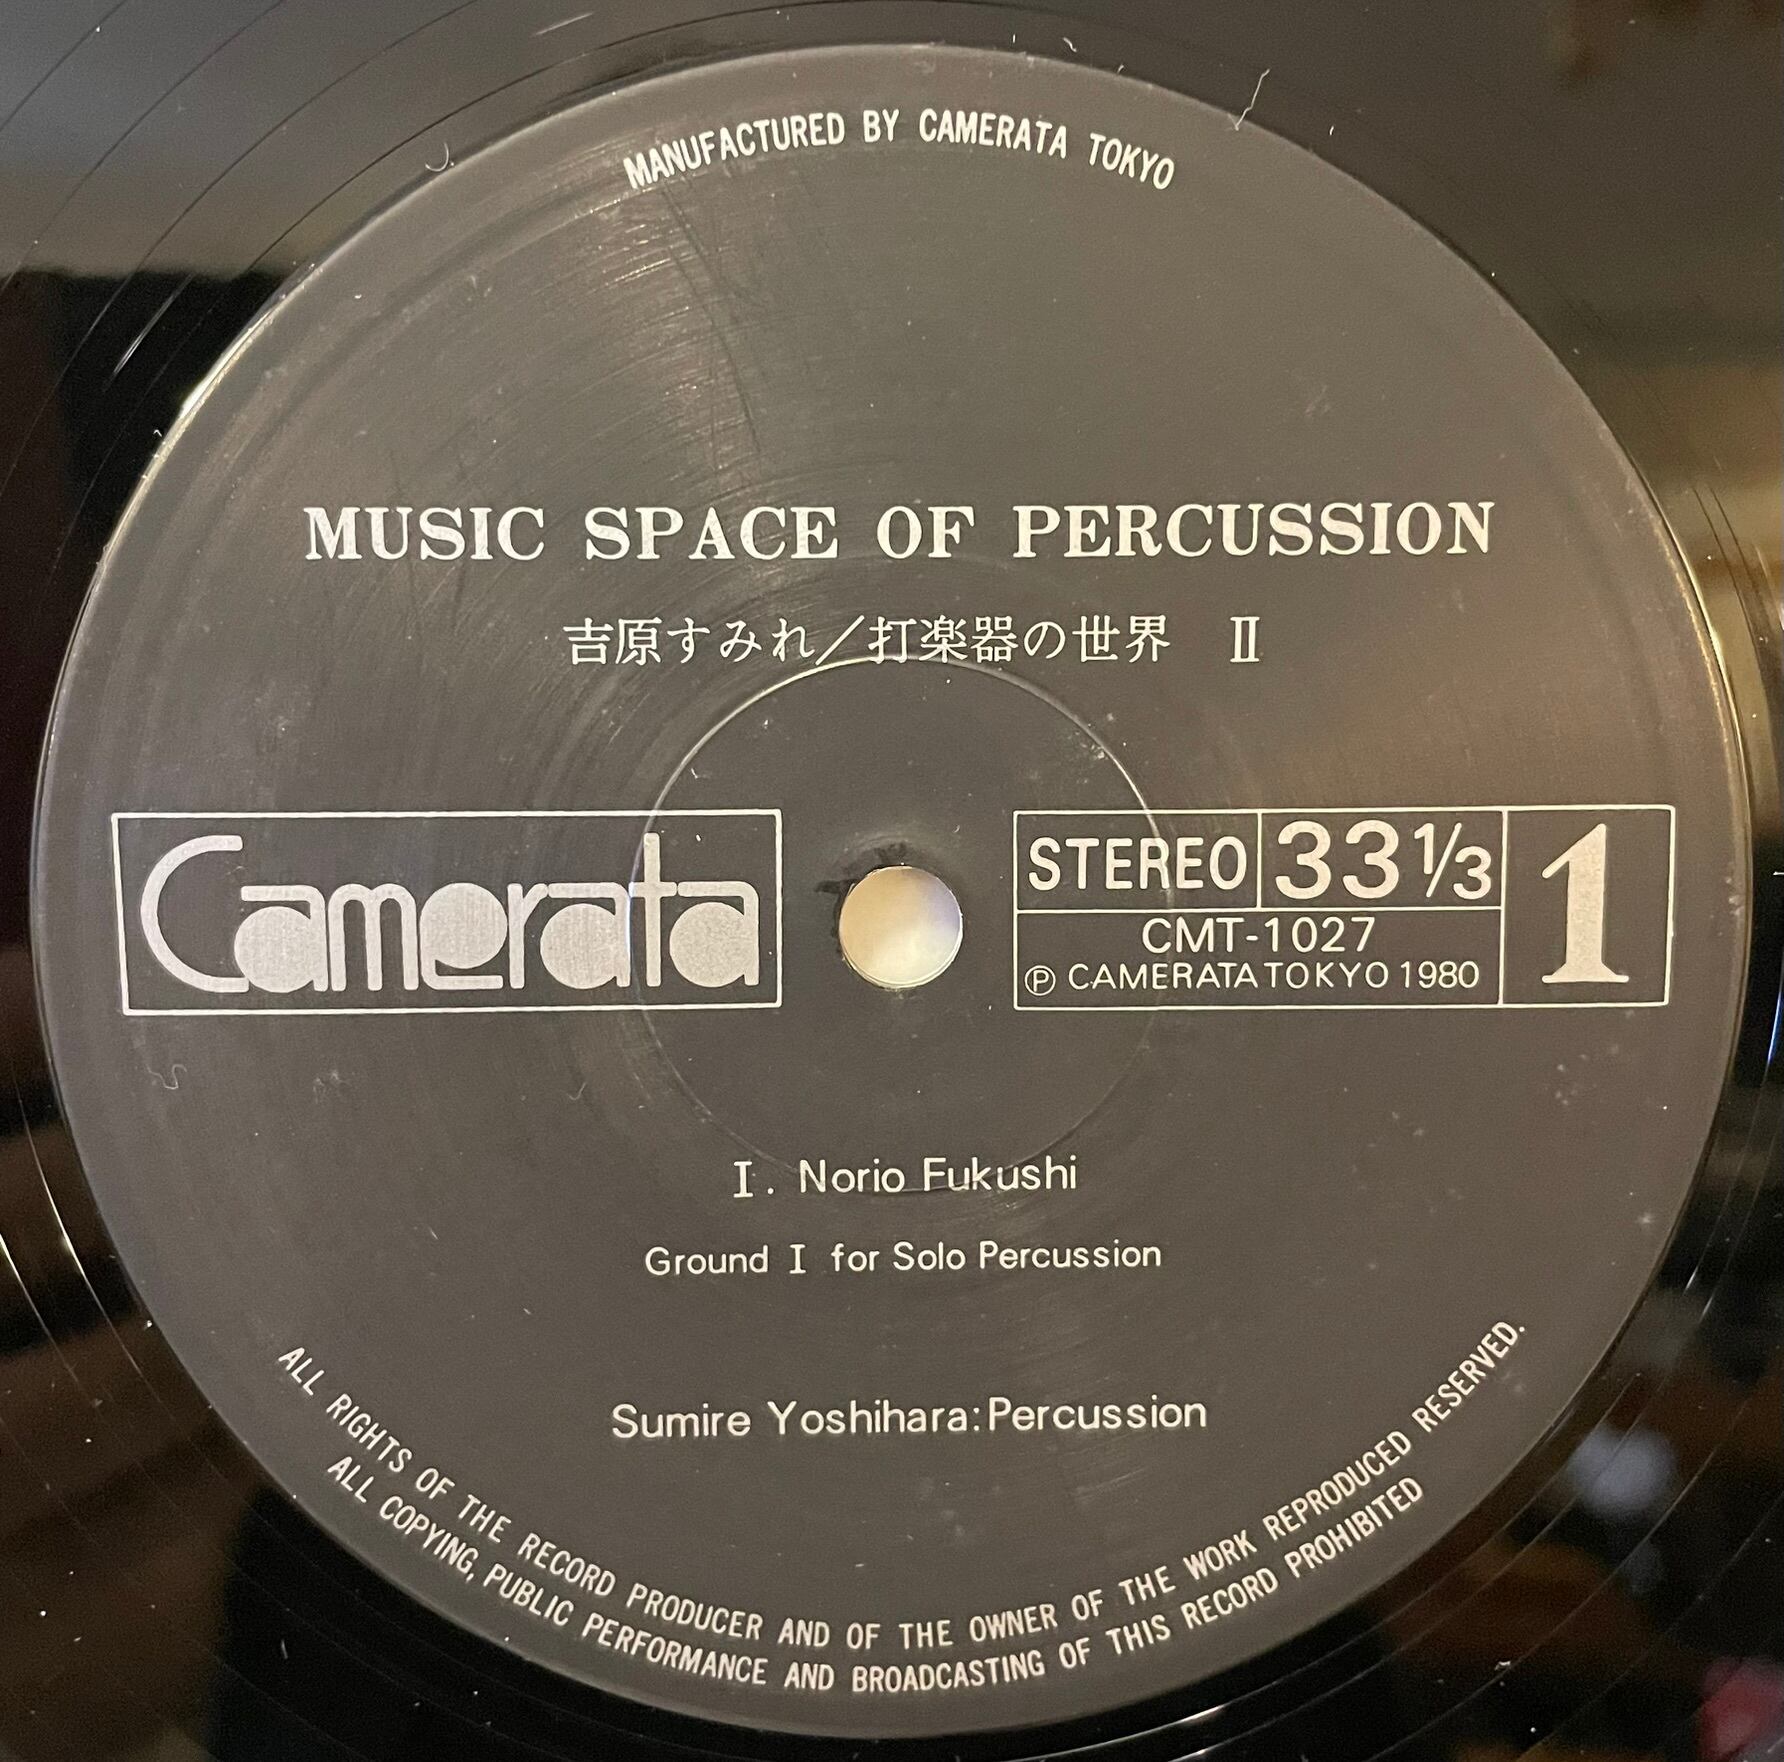 MANUFACTURED BY CAMERATA TOKYO
MUSIC SPACE OF PERCUSSION
吉原すみれ/打楽器の世界 Ⅱ
Camerata
STEREO 33 1/3 1
CMT-1027
Ⓟ CAMERATA TOKYO 1980
I. Norio Fukushi
Ground I for Solo Percussion
Sumire Yoshihara:Percussion
ALL RIGHTS OF THE RECORD PRODUCER AND OF THE OWNER OF THE WORK REPRODUCED RESERVED.
ALL COPYING, PUBLIC PERFORMANCE AND BROADCASTING OF THIS RECORD PROHIBITED